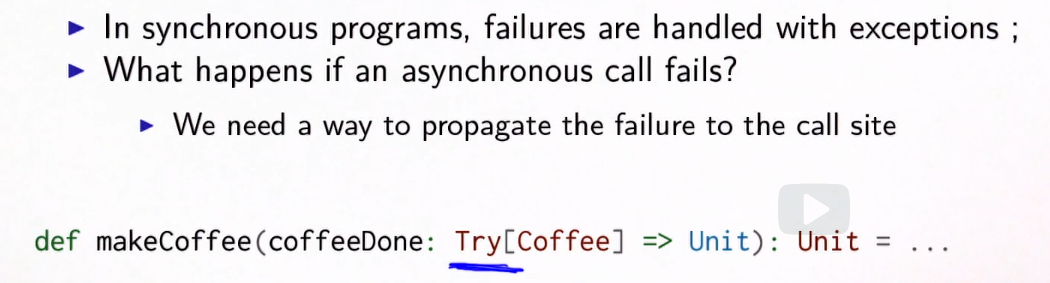 ▶ In synchronous programs, failures are handled with exceptions ;
▶ What happens if an asynchronous call fails?
▶ We need a way to propagate the failure to the call site
def makeCoffee(coffeeDone: Try[Coffee] => Unit): Unit = ...